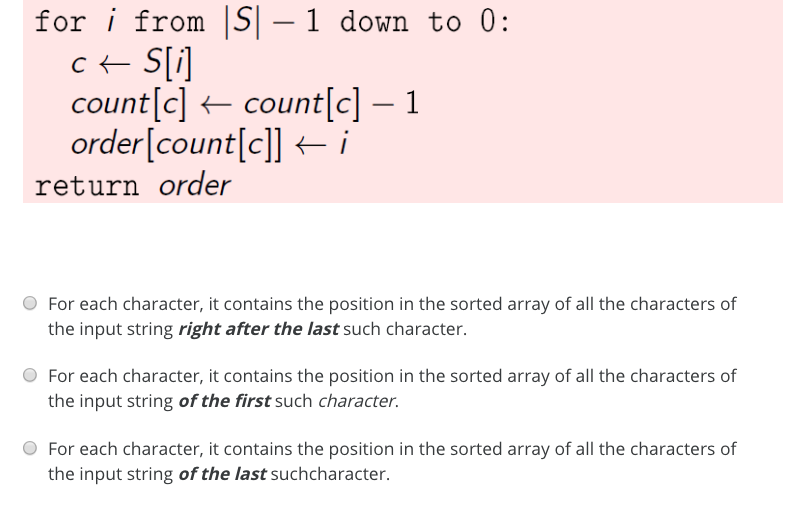 for i from |S| − 1 down to 0:
c ← S[i]
count[c] ← count[c] − 1
order[count[c]] ← i
return order
For each character, it contains the position in the sorted array of all the characters of
the input string right after the last such character.
For each character, it contains the position in the sorted array of all the characters of
the input string of the first such character.
For each character, it contains the position in the sorted array of all the characters of
the input string of the last suchcharacter.